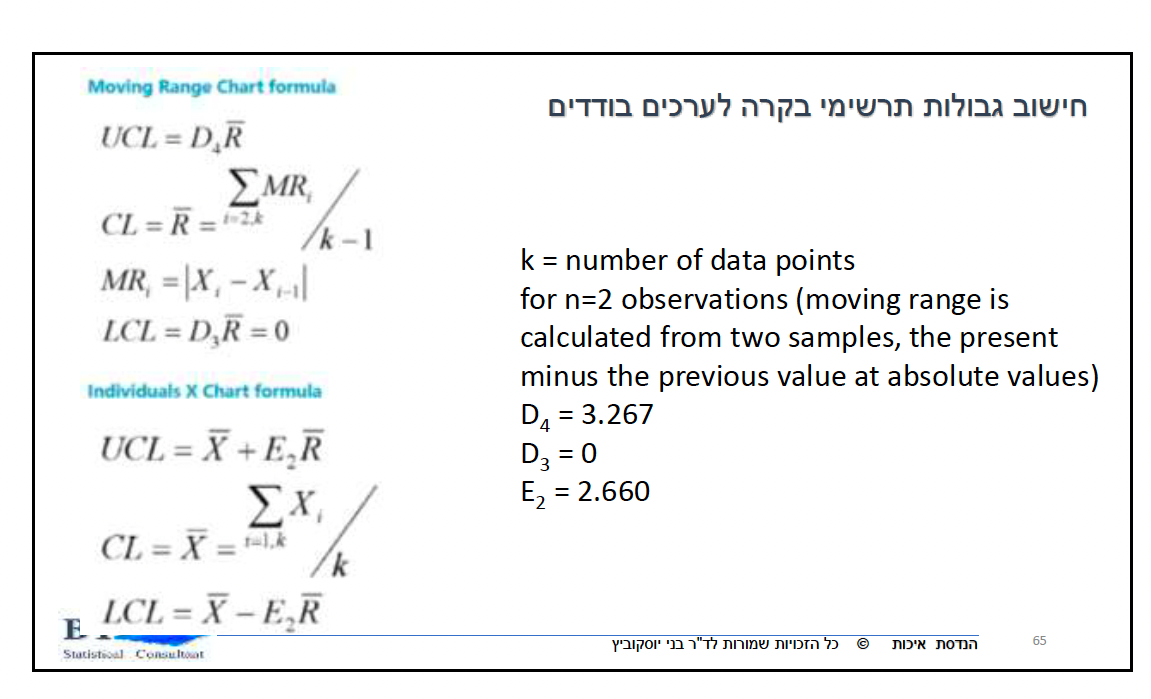 חישוב גבולות תרשימי בקרה לערכים בודדים
Moving Range Chart formula
UCL = D₄R̅
CL = R̅ = ∑MRᵢ / k − 1
i=2,k
MRᵢ = |Xᵢ − Xᵢ₋₁|
LCL = D₃R̅ = 0
Individuals X Chart formula
UCL = X̅ + E₂R̅
CL = X̅ = ∑Xᵢ / k
i=1,k
LCL = X̅ − E₂R̅
k = number of data points
for n=2 observations (moving range is
calculated from two samples, the present
minus the previous value at absolute values)
D₄ = 3.267
D₃ = 0
E₂ = 2.660
Statistical Consultant
הנדסת איכות © כל הזכויות שמורות לד"ר בני יוסקוביץ
65